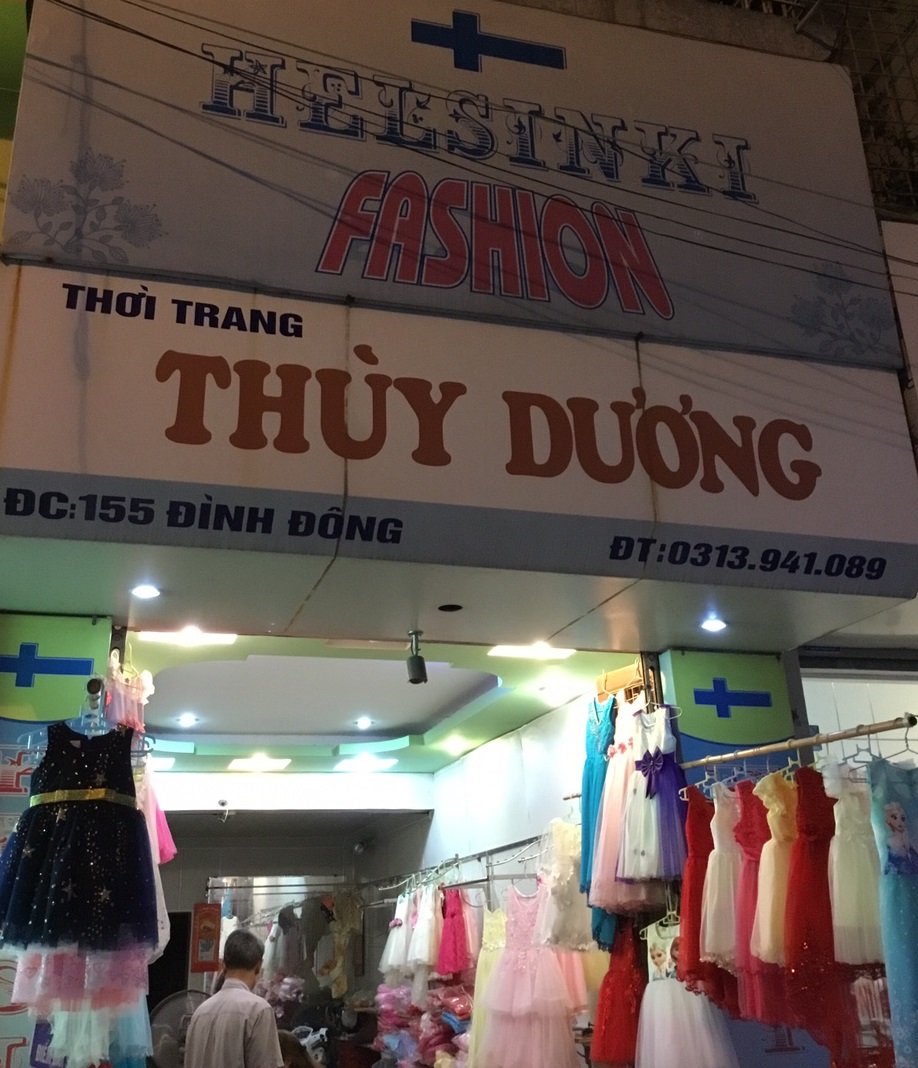 HELSINKI
FASHION
THỜI TRANG
THÙY DƯƠNG
ĐC:155 ĐÌNH ĐÔNG
ĐT:0313.941.089